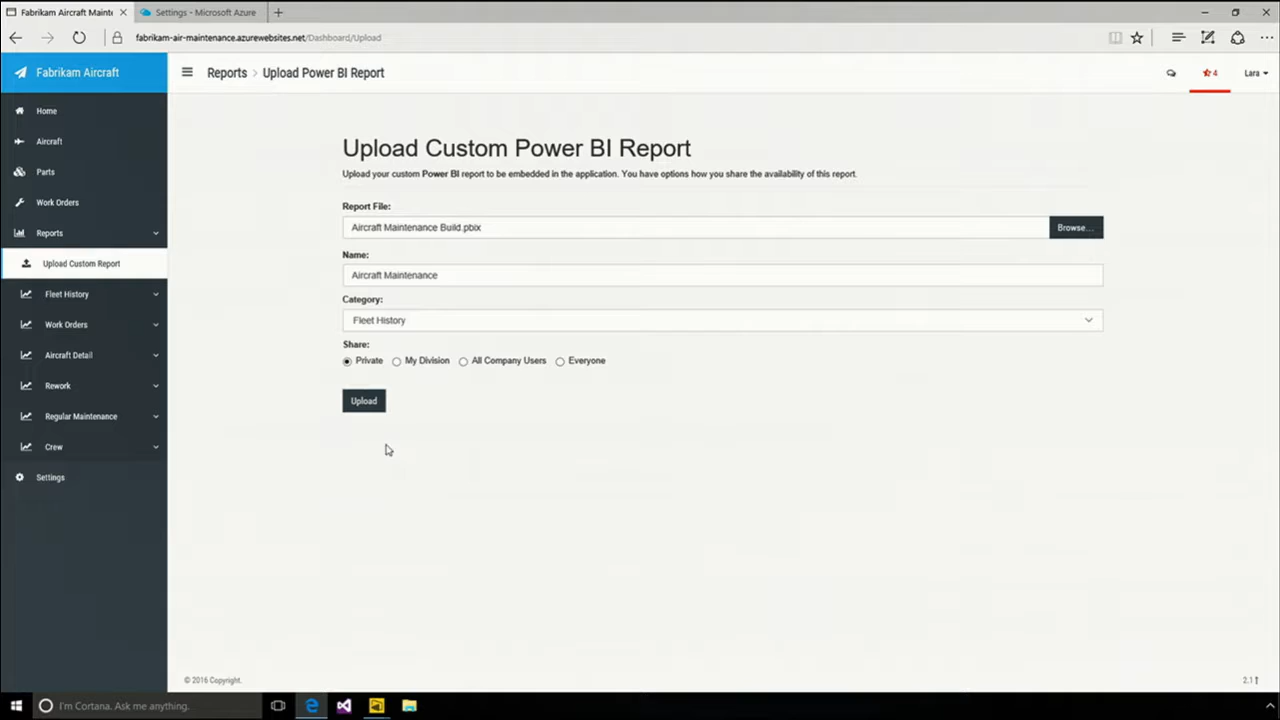 Fabrikam Aircraft Mainte
Settings - Microsoft Azure
fabrikam-air-maintenance.azurewebsites.net/Dashboard/Upload
Fabrikam Aircraft
Reports > Upload Power BI Report
4
Lara
Home
Aircraft
Parts
Work Orders
Reports
Upload Custom Report
Fleet History
Work Orders
Aircraft Detail
Rework
Regular Maintenance
Crew
Settings
Upload Custom Power BI Report
Upload your custom Power BI report to be embedded in the application. You have options how you share the availability of this report.
Report File:
Aircraft Maintenance Build.pbix
Browse...
Name:
Aircraft Maintenance
Category:
Fleet History
Share:
Private My Division All Company Users Everyone
Upload
© 2016 Copyright.
2.1
I'm Cortana. Ask me anything.